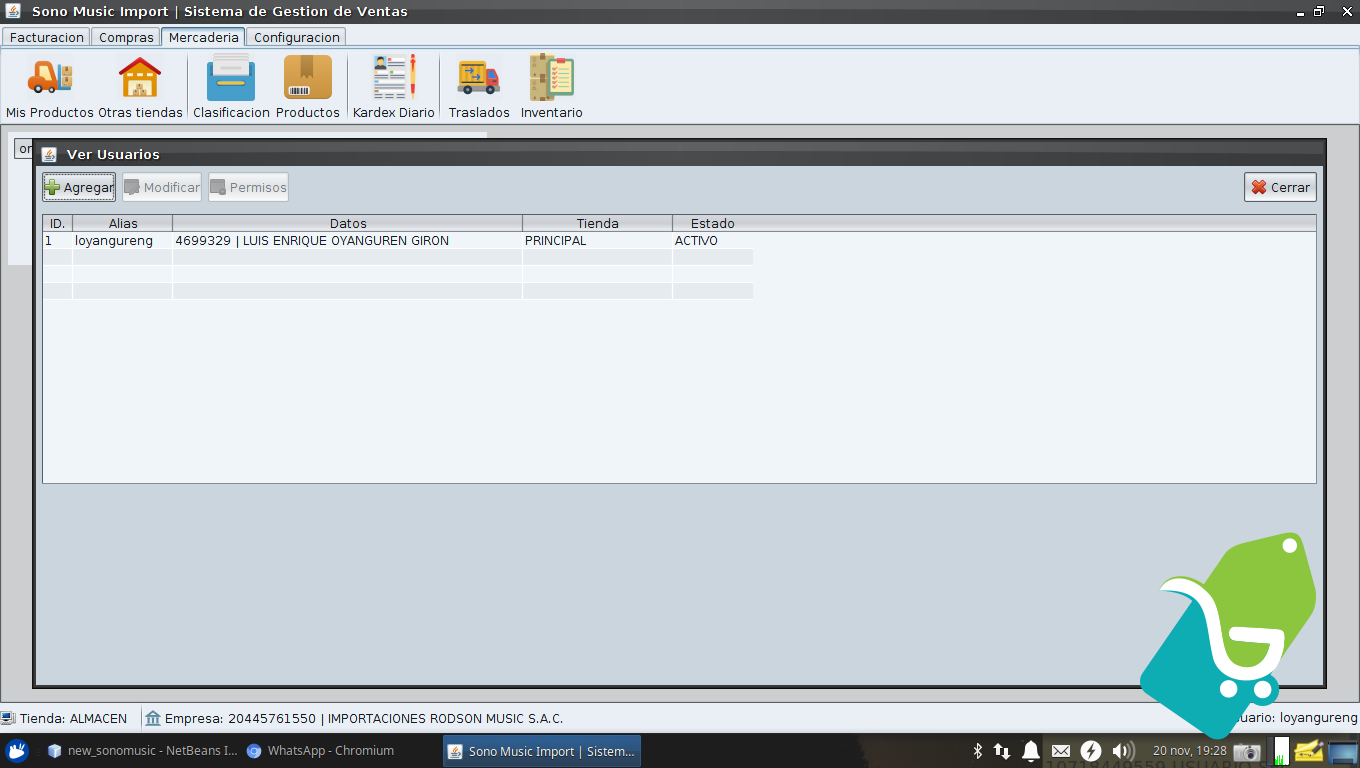 Sono Music Import | Sistema de Gestion de Ventas
Facturacion Compras Mercaderia Configuracion
Mis Productos Otras tiendas Clasificacion Productos Kardex Diario Traslados Inventario
or
Ver Usuarios
Agregar Modificar Permisos Cerrar
ID. Alias Datos Tienda Estado
1 loyangureng 4699329 | LUIS ENRIQUE OYANGUREN GIRON PRINCIPAL ACTIVO
Tienda: ALMACEN Empresa: 20445761550 | IMPORTACIONES RODSON MUSIC S.A.C. uario: loyangureng
new_sonomusic - NetBeans I... WhatsApp - Chromium Sono Music Import | Sistem... 20 nov, 19:28